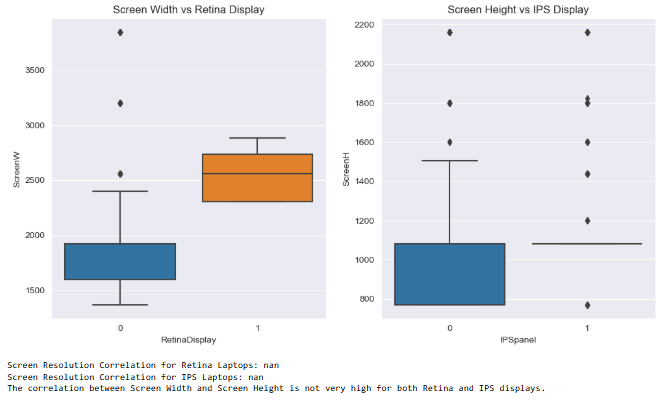 Screen Width vs Retina Display
3500
3000
2500
2000
1500
ScreenW
0
1
RetinaDisplay
Screen Height vs IPS Display
2200
2000
1800
1600
1400
1200
1000
800
ScreenH
0
1
IPSpanel
Screen Resolution Correlation for Retina Laptops: nan
Screen Resolution Correlation for IPS Laptops: nan
The correlation between Screen Width and Screen Height is not very high for both Retina and IPS displays.